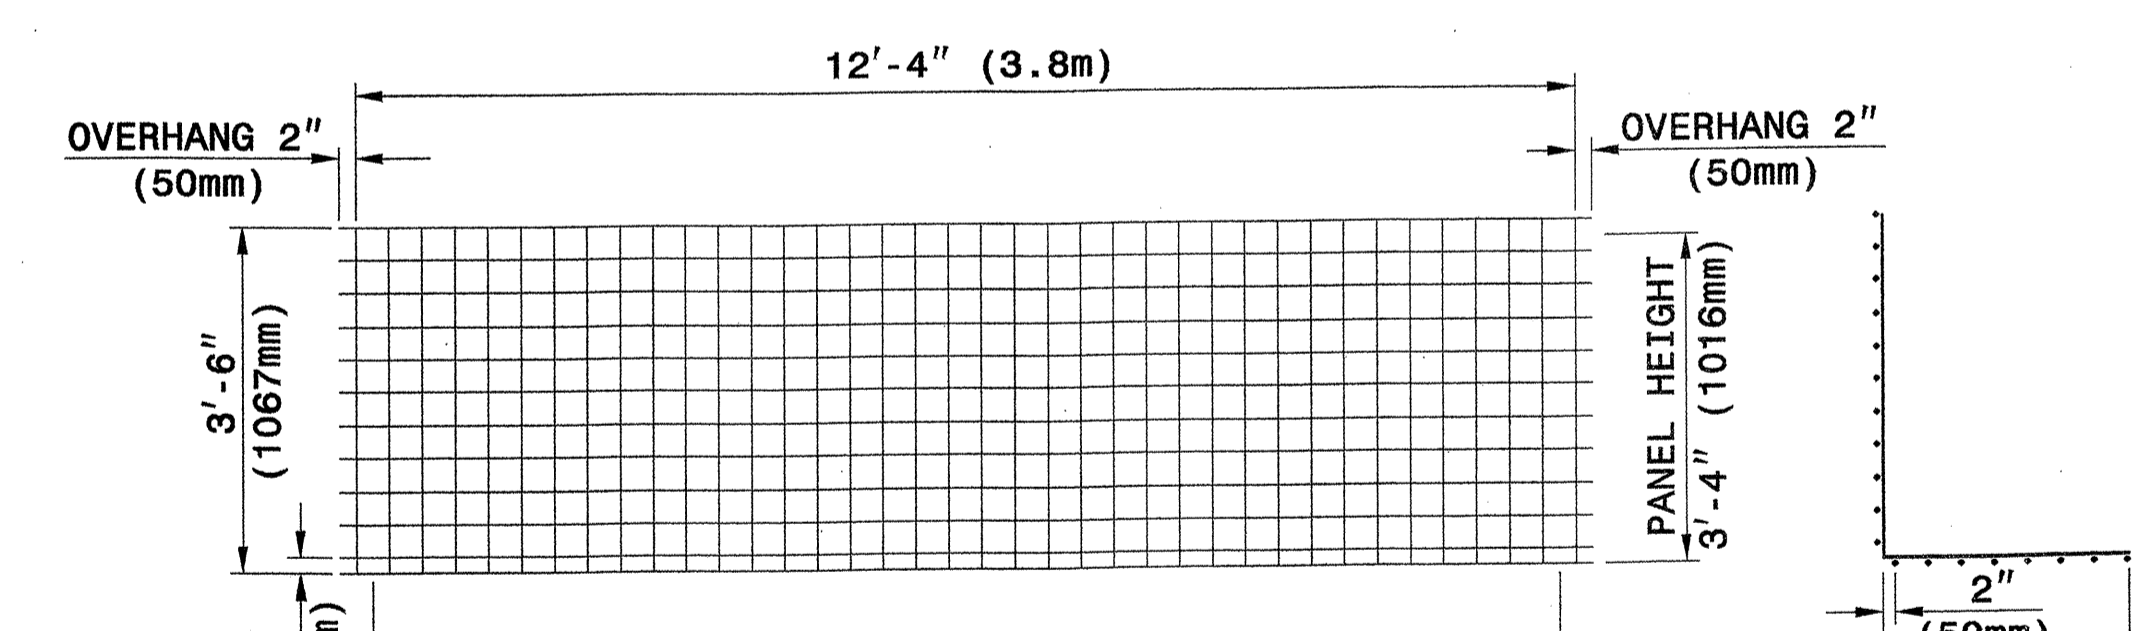 12'-4" (3.8m)
OVERHANG 2"
(50mm)
OVERHANG 2"
(50mm)
3'-6"
(1067mm)
PANEL HEIGHT
3'-4" (1016mm)
2"